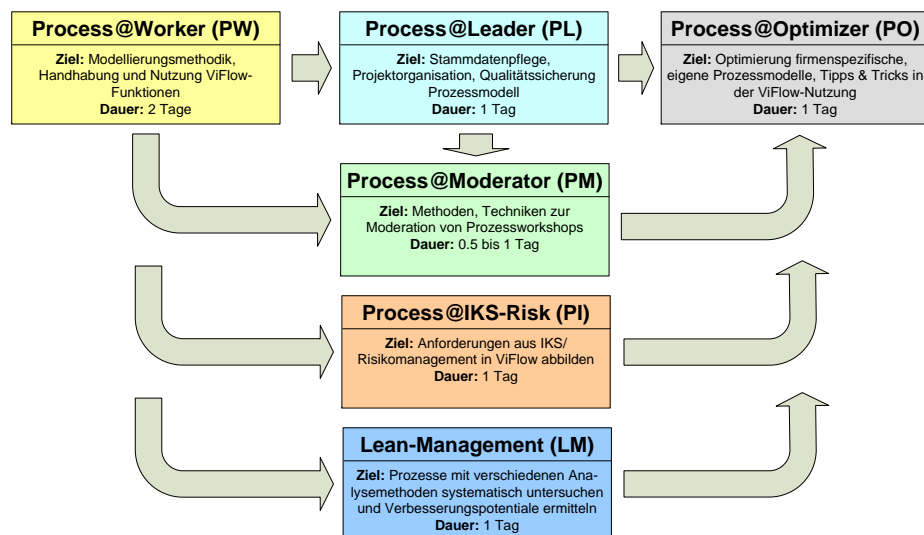 Process@Worker (PW)
Ziel: Modellierungsmethodik,
Handhabung und Nutzung ViFlow-
Funktionen
Dauer: 2 Tage
Process@Leader (PL)
Ziel: Stammdatenpflege,
Projektorganisation, Qualitätssicherung
Prozessmodell
Dauer: 1 Tag
Process@Optimizer (PO)
Ziel: Optimierung firmenspezifische,
eigene Prozessmodelle, Tipps & Tricks in
der ViFlow-Nutzung
Dauer: 1 Tag
Process@Moderator (PM)
Ziel: Methoden, Techniken zur
Moderation von Prozessworkshops
Dauer: 0.5 bis 1 Tag
Process@IKS-Risk (PI)
Ziel: Anforderungen aus IKS/
Risikomanagement in ViFlow abbilden
Dauer: 1 Tag
Lean-Management (LM)
Ziel: Prozesse mit verschiedenen Ana-
lysemethoden systematisch untersuchen
und Verbesserungspotentiale ermitteln
Dauer: 1 Tag